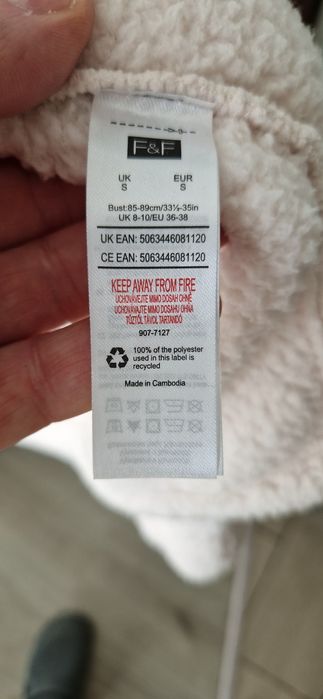 F&F
UK EUR
S S
Bust:85-89cm/33½-35in
UK 8-10/EU 36-38
UK EAN: 5063446081120
CE EAN: 5063446081120
KEEP AWAY FROM FIRE
UCHOVÁVEJTE MIMO DOSAH OHNĚ
UCHOVÁVAJTE MIMO DOSAHU OHŇA
TŰZTŐL TÁVOL TARTANDÓ
907-7127
100% of the polyester
used in this label is
recycled
Made in Cambodia